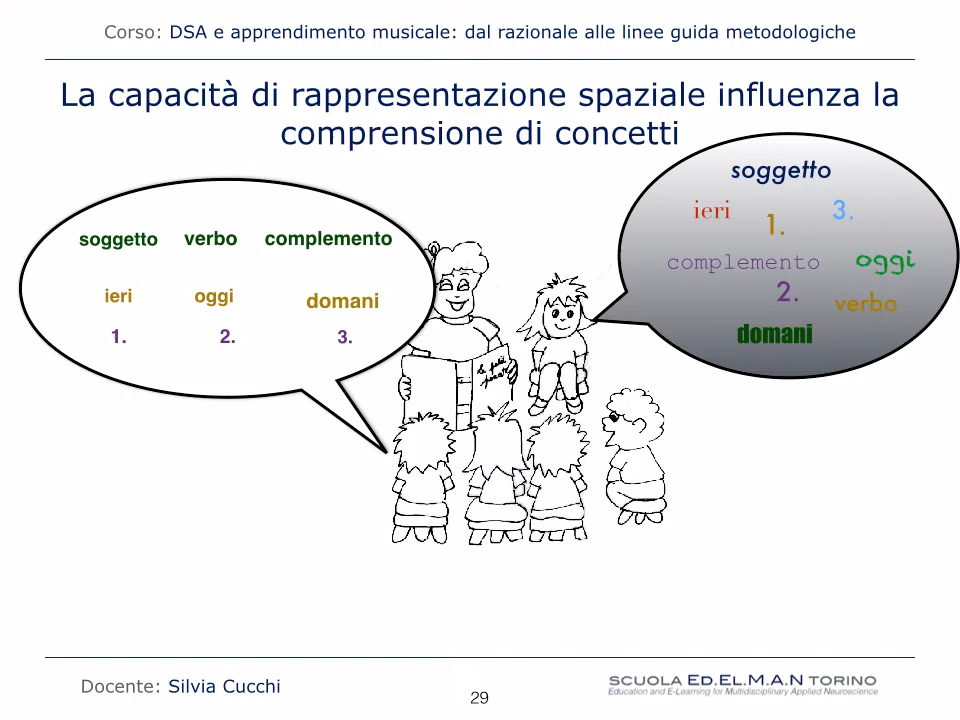 Corso: DSA e apprendimento musicale: dal razionale alle linee guida metodologiche
La capacità di rappresentazione spaziale influenza la
comprensione di concetti
soggetto verbo complemento
ieri oggi domani
1. 2. 3.
soggetto
ieri 1. 3.
complemento oggi
2. verbo
domani
Docente: Silvia Cucchi
29
SCUOLA ED.EL.M.A.N TORINO
Education and E-Learning for Multidisciplinary Applied Neuroscience